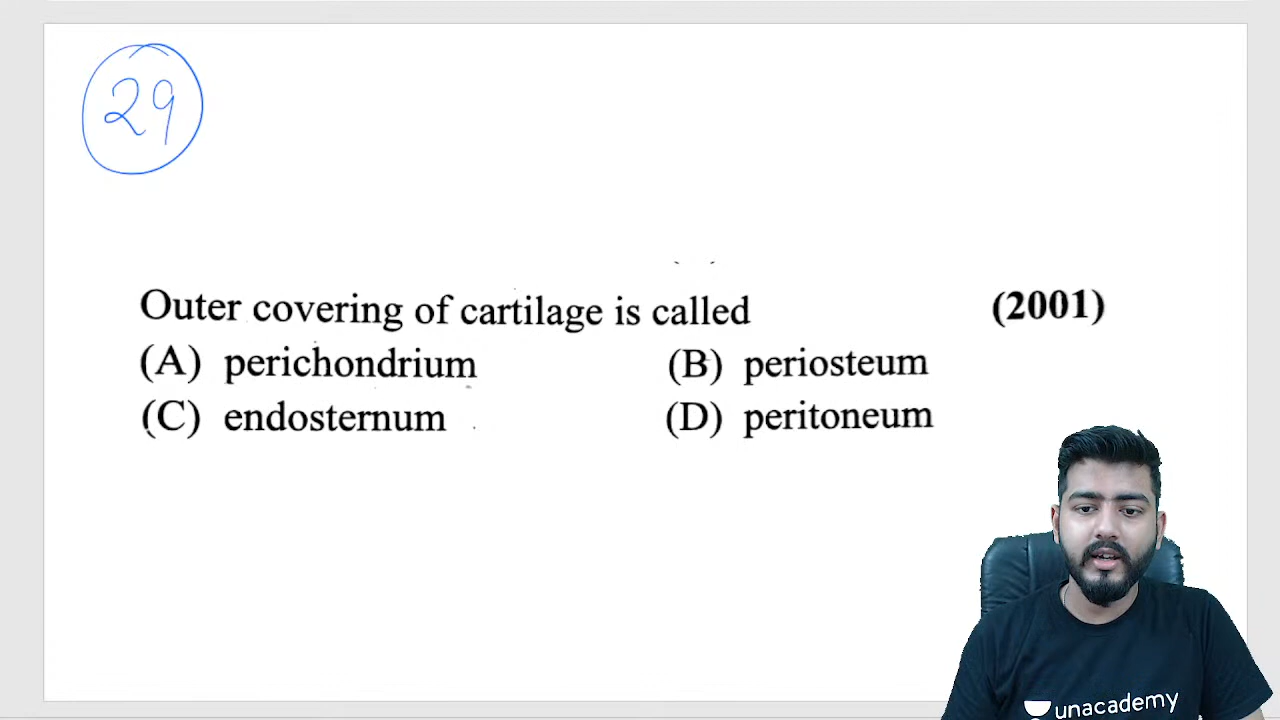 29
Outer covering of cartilage is called (2001)
(A) perichondrium (B) periosteum
(C) endosternum (D) peritoneum
unacademy